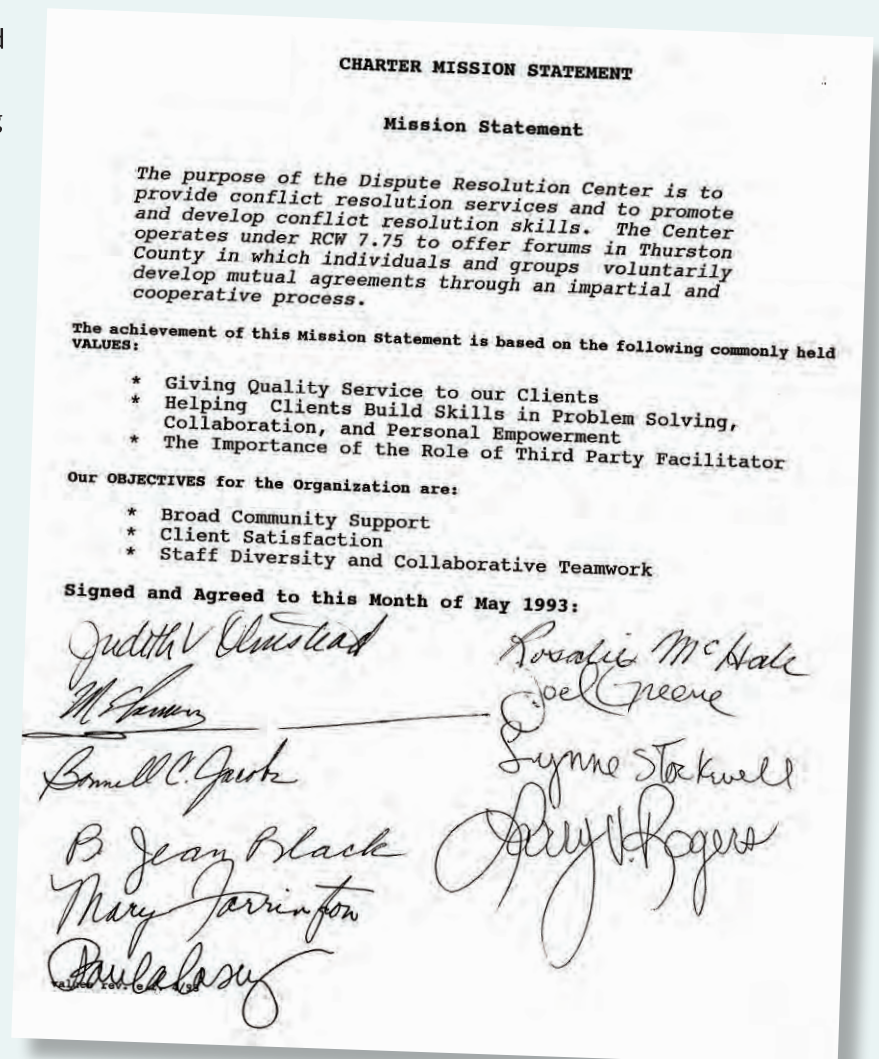 CHARTER MISSION STATEMENT
Mission Statement
The purpose of the Dispute Resolution Center is to
provide conflict resolution services and to promote
and develop conflict resolution skills. The Center
operates under RCW 7.75 to offer forums in Thurston
County in which individuals and groups voluntarily
develop mutual agreements through an impartial and
cooperative process.
The achievement of this Mission Statement is based on the following commonly held
VALUES:
* Giving Quality Service to our Clients
* Helping Clients Build Skills in Problem Solving,
Collaboration, and Personal Empowerment
* The Importance of the Role of Third Party Facilitator
Our OBJECTIVES for the Organization are:
* Broad Community Support
* Client Satisfaction
* Staff Diversity and Collaborative Teamwork
Signed and Agreed to this Month of May 1993:
Judith V Olmstead
Rosalie McHale
Joel Greene
Bonnell C. Jacobs
Lynne Stockwell
B Jean Black
Larry V. Rogers
Mary Farrington
Paula Casey